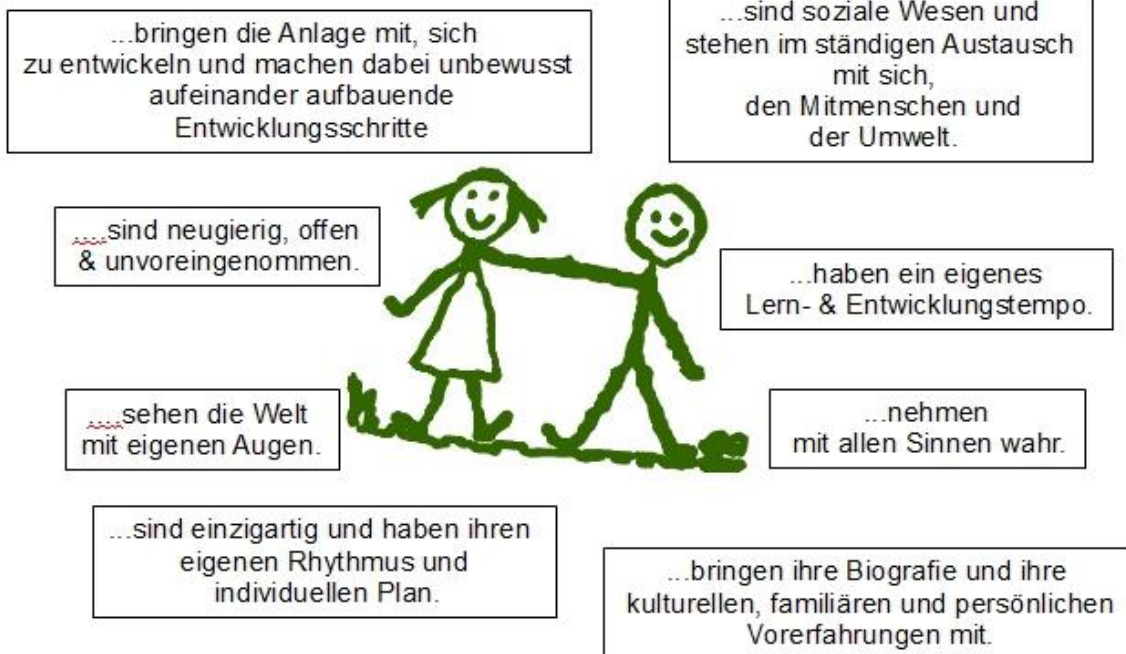 ...bringen die Anlage mit, sich
zu entwickeln und machen dabei unbewusst
aufeinander aufbauende
Entwicklungsschritte
...sind soziale Wesen und
stehen im ständigen Austausch
mit sich,
den Mitmenschen und
der Umwelt.
....sind neugierig, offen
& unvoreingenommen.
...haben ein eigenes
Lern- & Entwicklungstempo.
....sehen die Welt
mit eigenen Augen.
...nehmen
mit allen Sinnen wahr.
...sind einzigartig und haben ihren
eigenen Rhythmus und
individuellen Plan.
...bringen ihre Biografie und ihre
kulturellen, familiären und persönlichen
Vorerfahrungen mit.